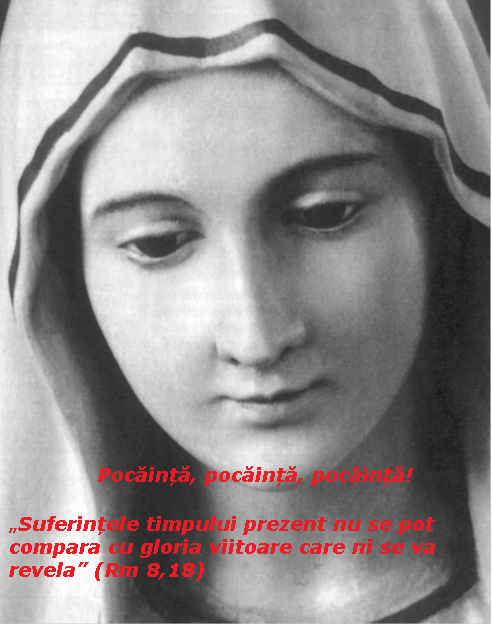 Pocăință, pocăință, pocăință!
„Suferințele timpului prezent nu se pot
compara cu gloria viitoare care ni se va
revela” (Rm 8,18)